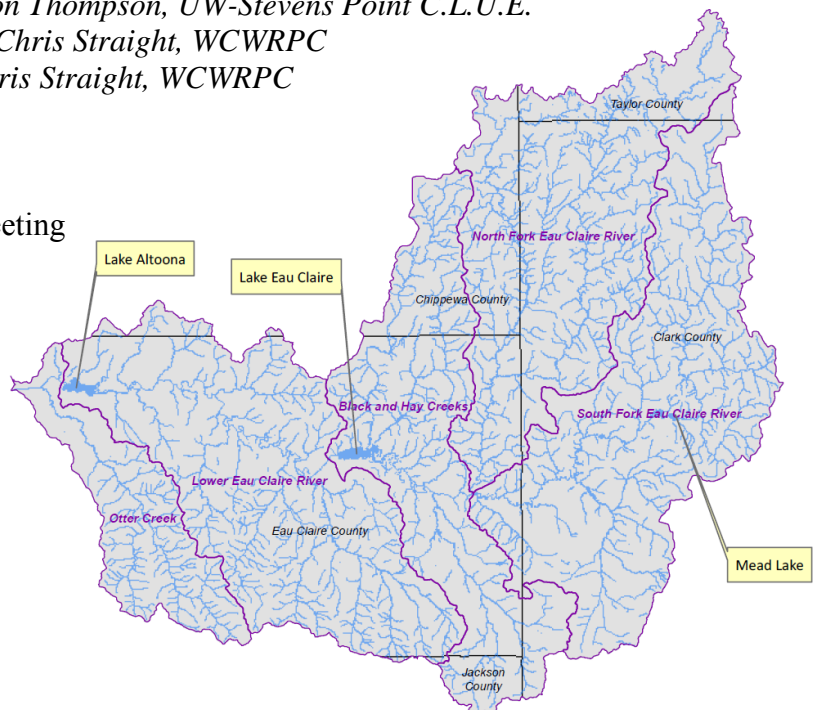 on Thompson, UW-Stevens Point C.L.U.E.
Chris Straight, WCWRPC
ris Straight, WCWRPC
eeting
Taylor County
North Fork Eau Claire River
Lake Altoona
Lake Eau Claire
Chippewa County
Clark County
Black and Hay Creeks
South Fork Eau Claire River
Lower Eau Claire River
Otter Creek
Eau Claire County
Mead Lake
Jackson
County